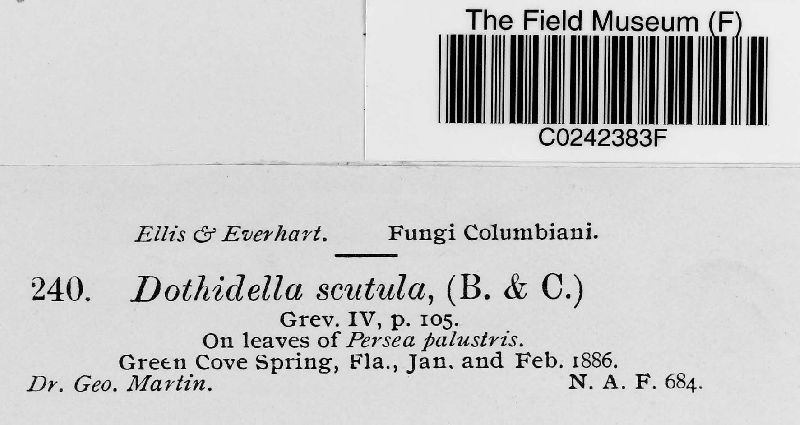 The Field Museum (F)
C0242383F
Ellis & Everhart. Fungi Columbiani.
240. Dothidella scutula, (B. & C.)
Grev. IV, p. 105.
On leaves of Persea palustris.
Green Cove Spring, Fla., Jan. and Feb. 1886.
Dr. Geo. Martin. N. A. F. 684.